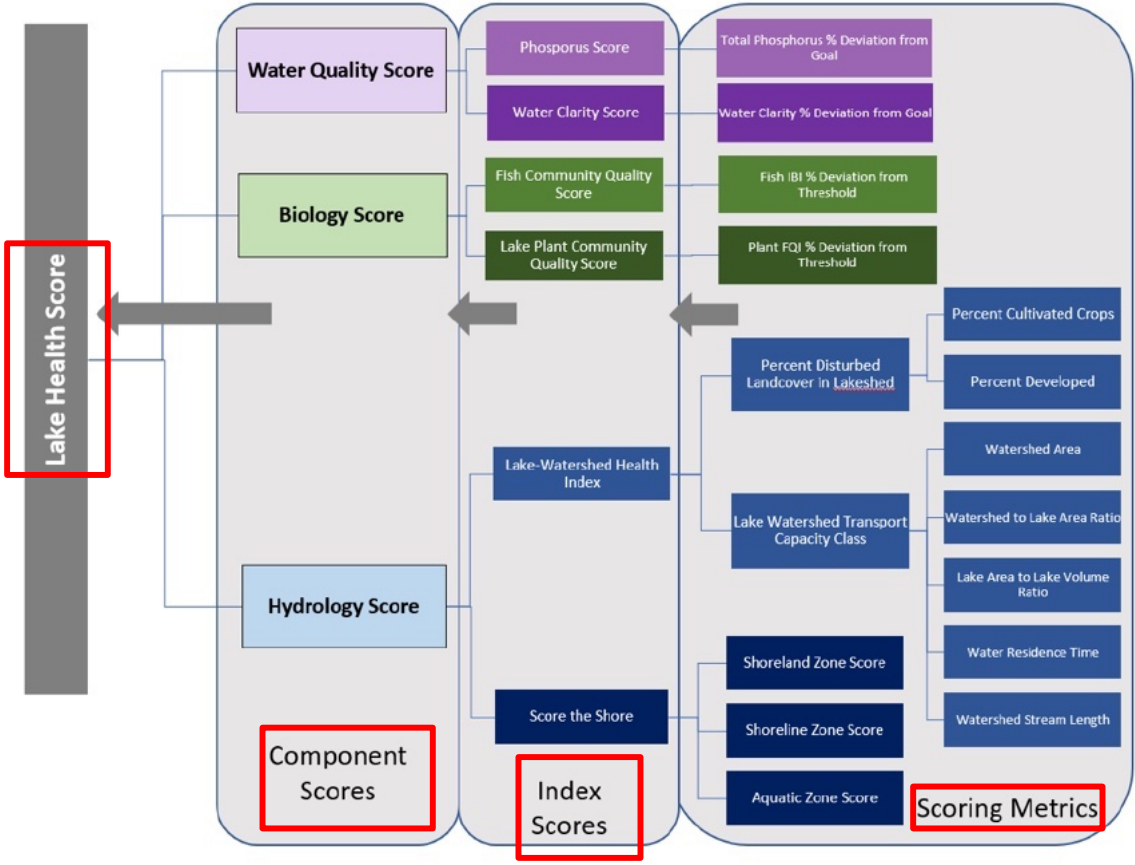 Lake Health Score
Water Quality Score
Biology Score
Hydrology Score
Component
Scores
Phosporus Score
Water Clarity Score
Fish Community Quality
Score
Lake Plant Community
Quality Score
Lake-Watershed Health
Index
Score the Shore
Index
Scores
Total Phosphorus % Deviation from
Goal
Water Clarity % Deviation from Goal
Fish IBI % Deviation from
Threshold
Plant FQI % Deviation from
Threshold
Percent Disturbed
Landcover in Lakeshed
Lake Watershed Transport
Capacity Class
Shoreland Zone Score
Shoreline Zone Score
Aquatic Zone Score
Percent Cultivated Crops
Percent Developed
Watershed Area
Watershed to Lake Area Ratio
Lake Area to Lake Volume
Ratio
Water Residence Time
Watershed Stream Length
Scoring Metrics